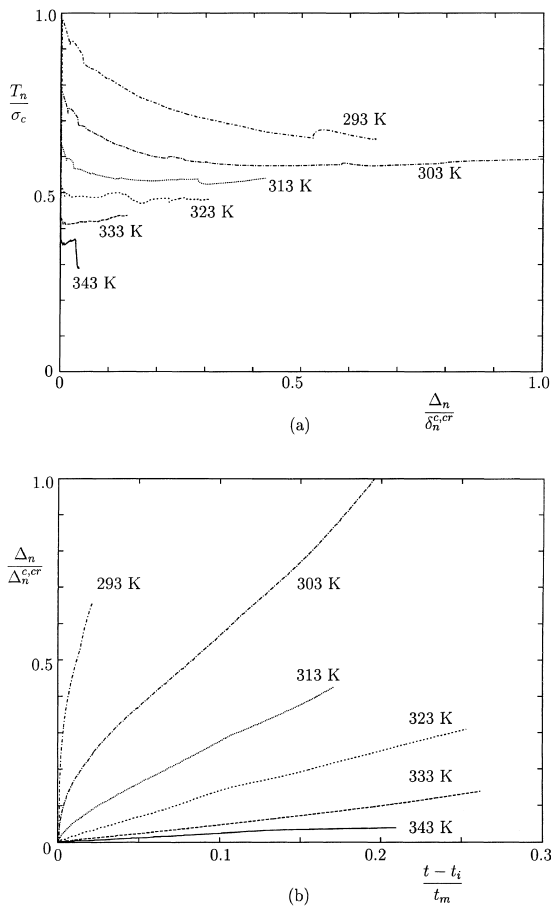 1.0
T_n
σ_c
293 K
303 K
0.5
313 K
323 K
333 K
343 K
0
0 0.5 1.0
Δ_n
δ_n^{c,cr}
(a)
1.0
Δ_n
Δ_n^{c,cr}
293 K
303 K
0.5
313 K
323 K
333 K
343 K
0
0 0.1 0.2 0.3
t − t_i
t_m
(b)